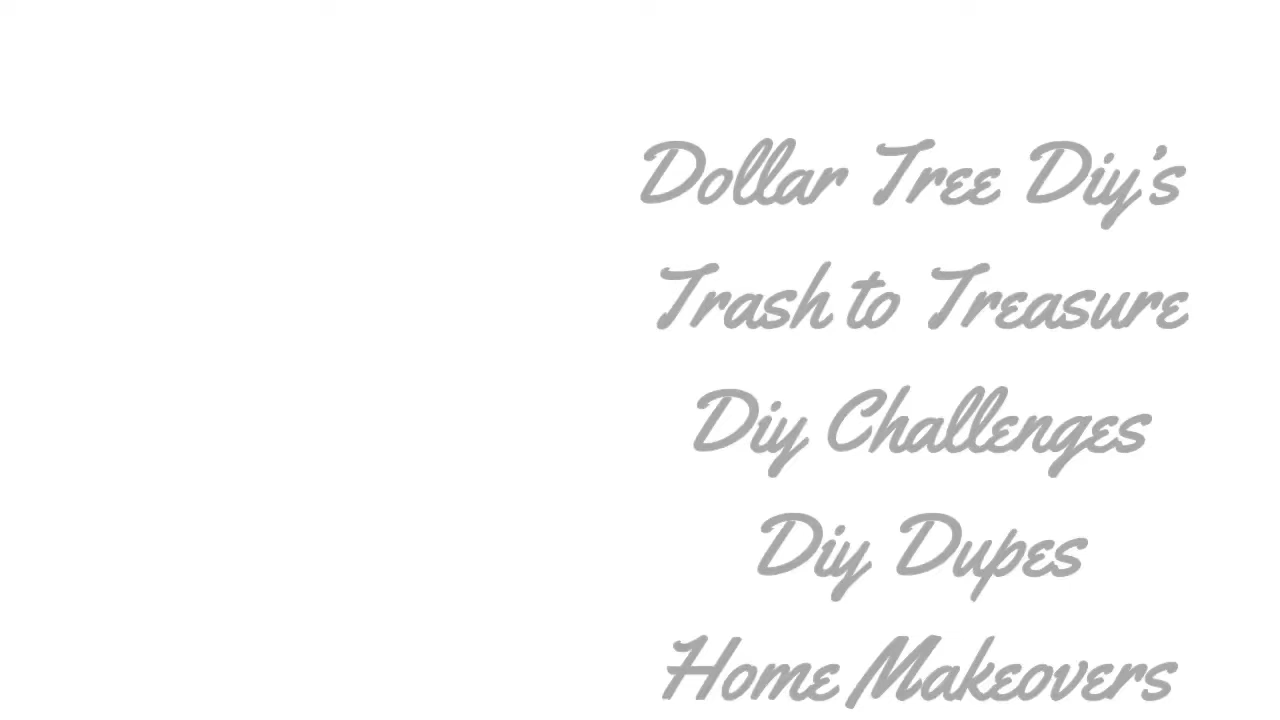 Dollar Tree Diy's
Trash to Treasure
Diy Challenges
Diy Dupes
Home Makeovers